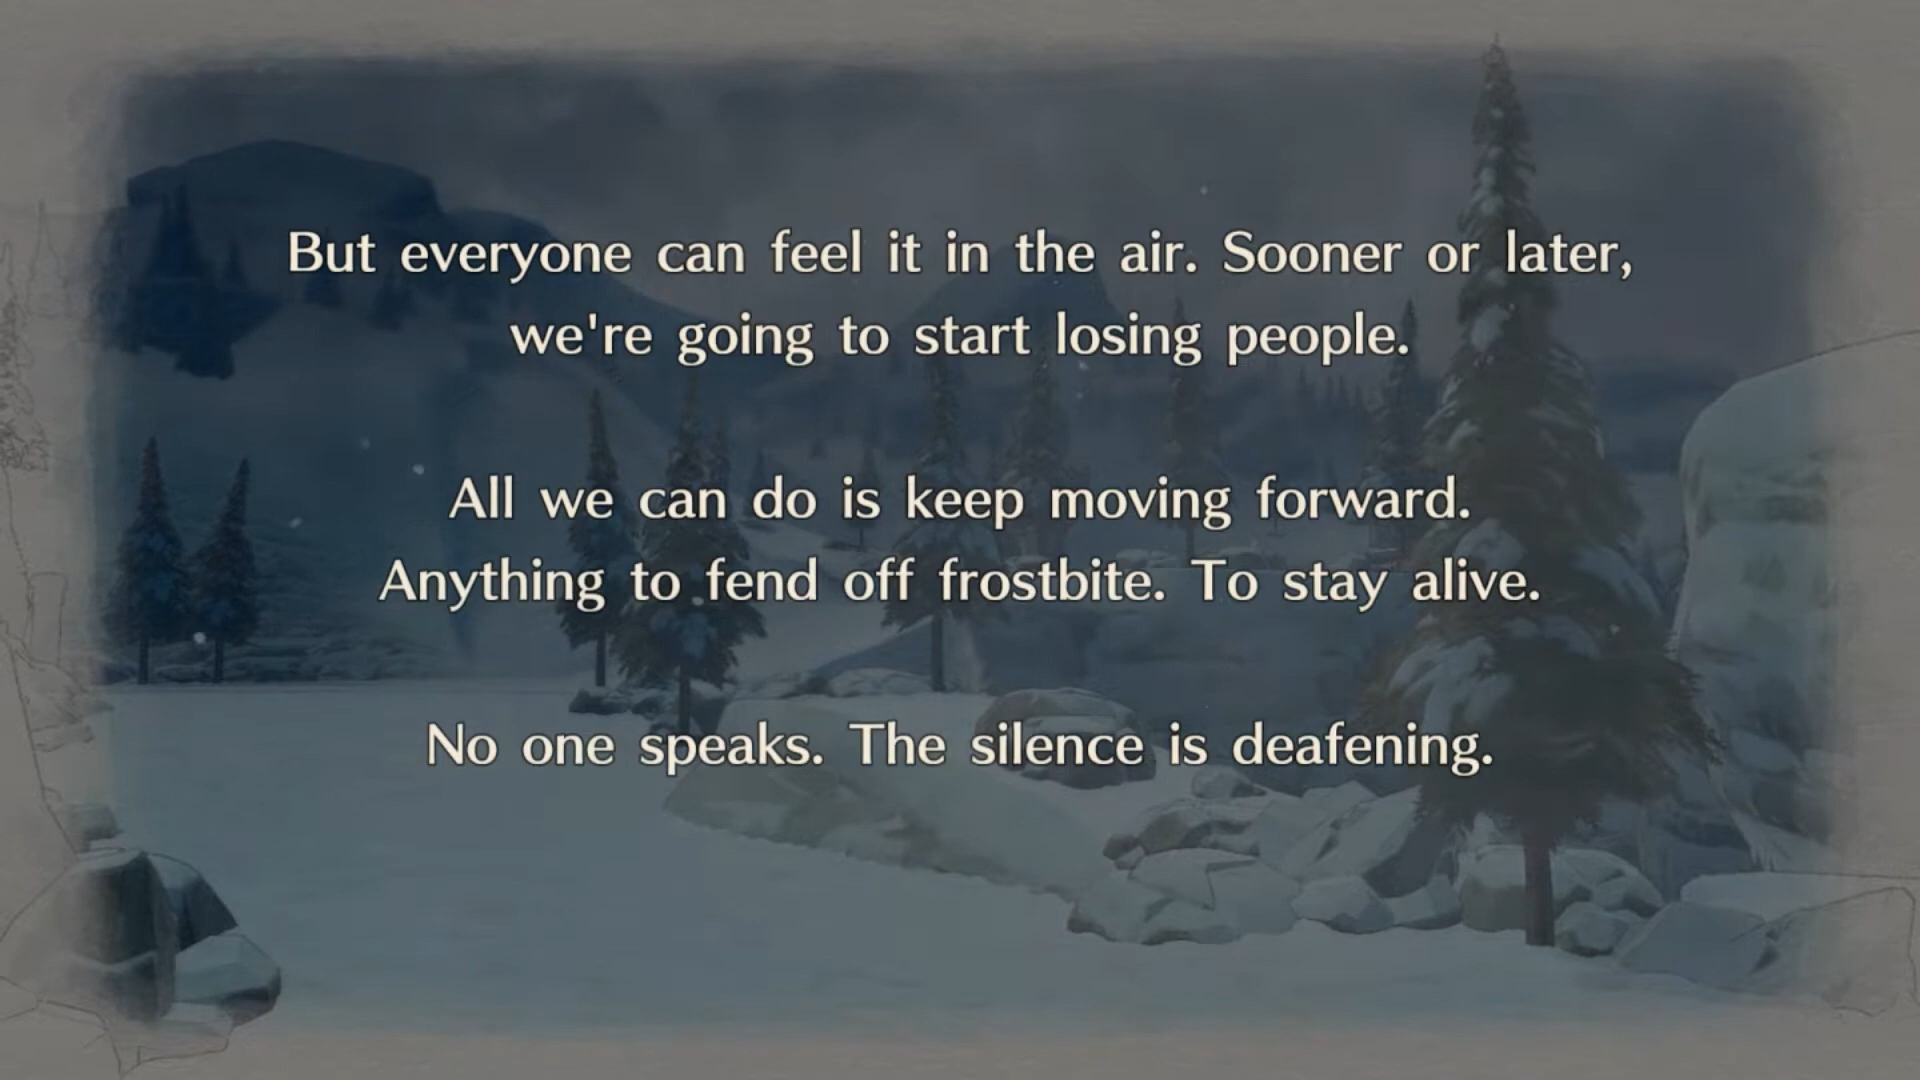 But everyone can feel it in the air. Sooner or later,
we're going to start losing people.
All we can do is keep moving forward.
Anything to fend off frostbite. To stay alive.
No one speaks. The silence is deafening.